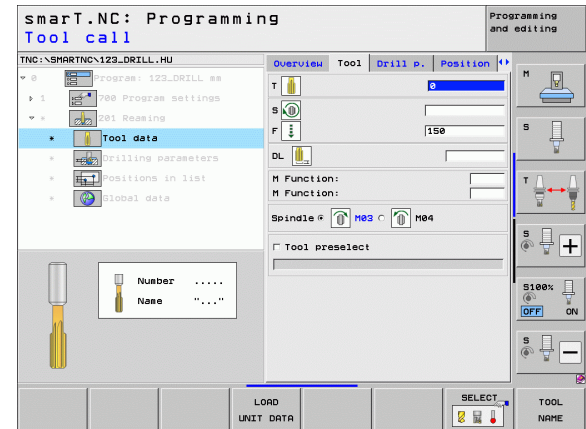 smarT.NC: Programming
Tool call
Programming
and editing
TNC:\SMARTNC\123_DRILL.HU
0 Program: 123_DRILL mm
1 700 Program settings
* 201 Reaming
* Tool data
* Drilling parameters
* Positions in list
* Global data
Number .....
Name "..."
Overview Tool Drill p. Position
T 0
S
F 150
DL
M Function:
M Function:
Spindle M03 M04
Tool preselect
M
S
T
S
S100%
OFF ON
S
LOAD
UNIT DATA
SELECT
TOOL
NAME